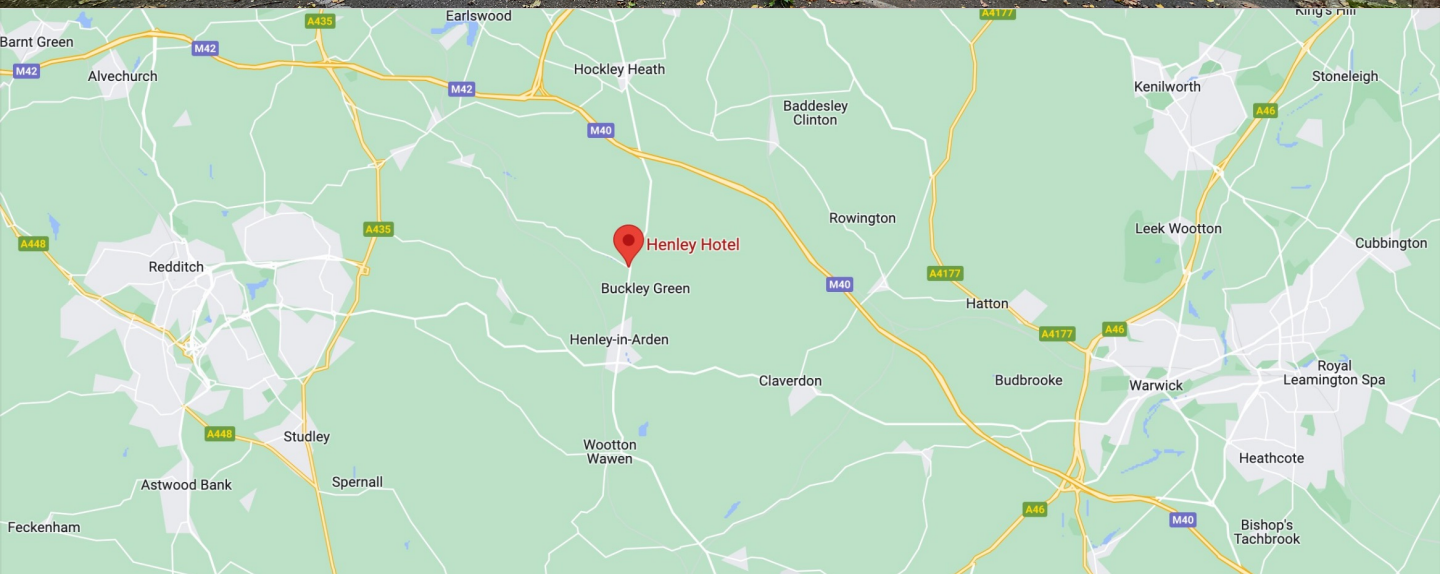 Earlswood
A435
A4177
King's Hill
Barnt Green
M42
M42
Alvechurch
Hockley Heath
Stoneleigh
Kenilworth
M42
Baddesley
Clinton
A46
M40
Rowington
A435
Leek Wootton
A448
Henley Hotel
Cubbington
Redditch
A4177
Buckley Green
M40
Hatton
A46
A4177
Henley-in-Arden
Claverdon
Budbrooke
Warwick
Royal
Leamington Spa
A448
Studley
Wootton
Wawen
Heathcote
Astwood Bank
Spernall
A46
M40
Feckenham
Bishop's
Tachbrook